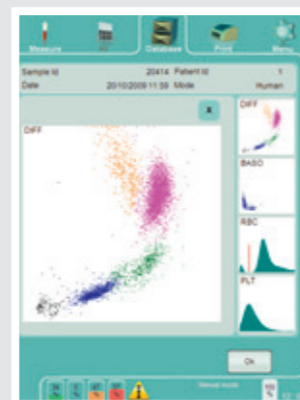 Measure Database Print Menu
Sample Id 20414 Patient Id 1
Date 20/10/2009 11:59 Mode Human
X
DIFF
DIFF
BASO
RBC
PLT
Ok
Manual mode